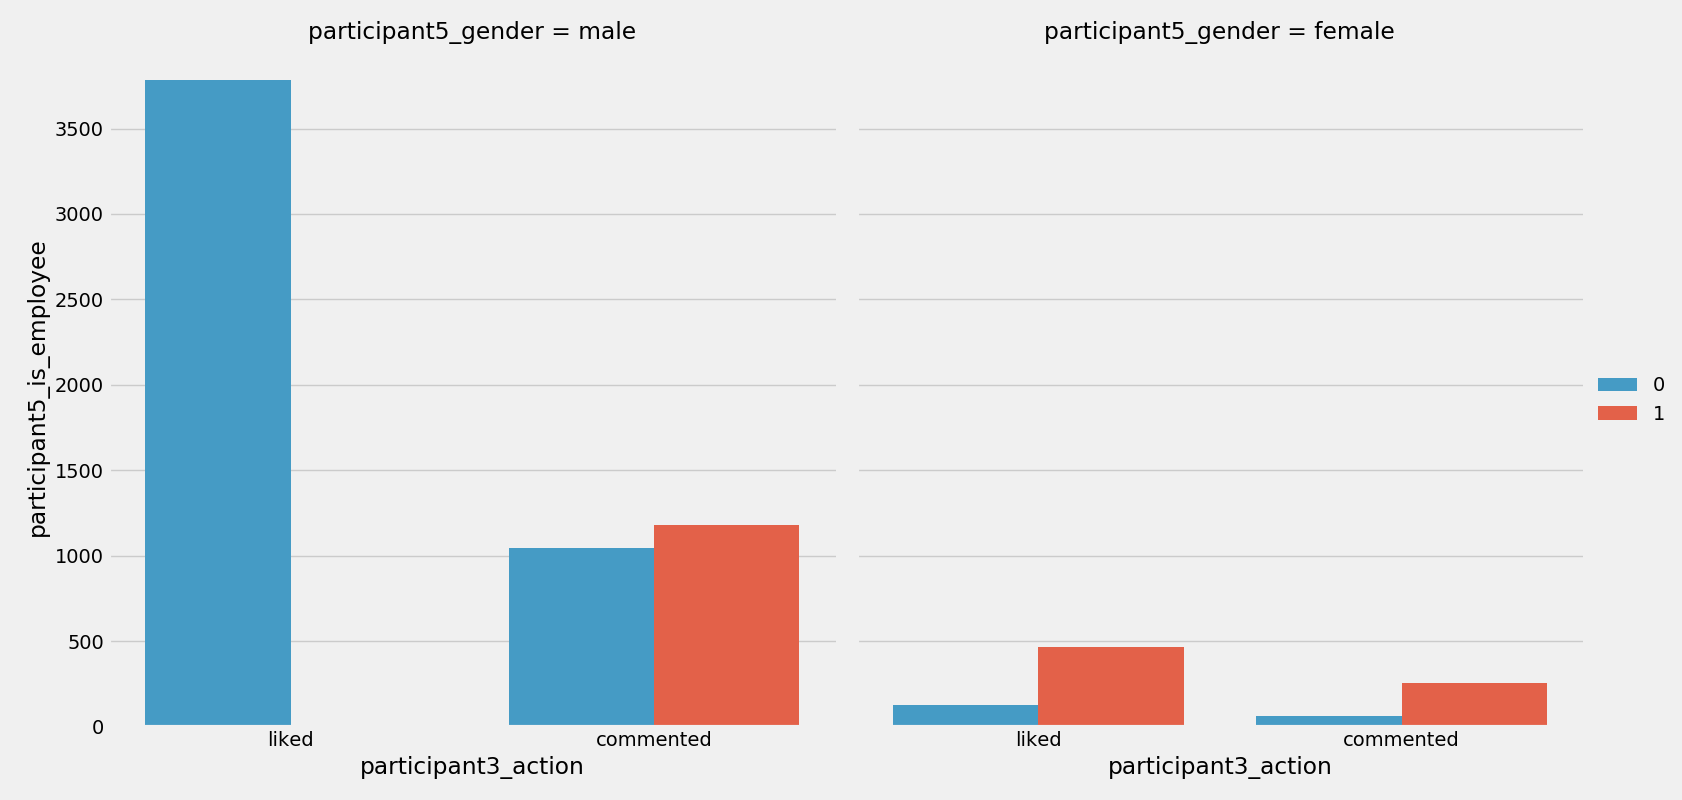 participant5_gender = male
participant5_gender = female
participant5_is_employee
3500
3000
2500
2000
1500
1000
500
0
liked
commented
liked
commented
participant3_action
participant3_action
0
1